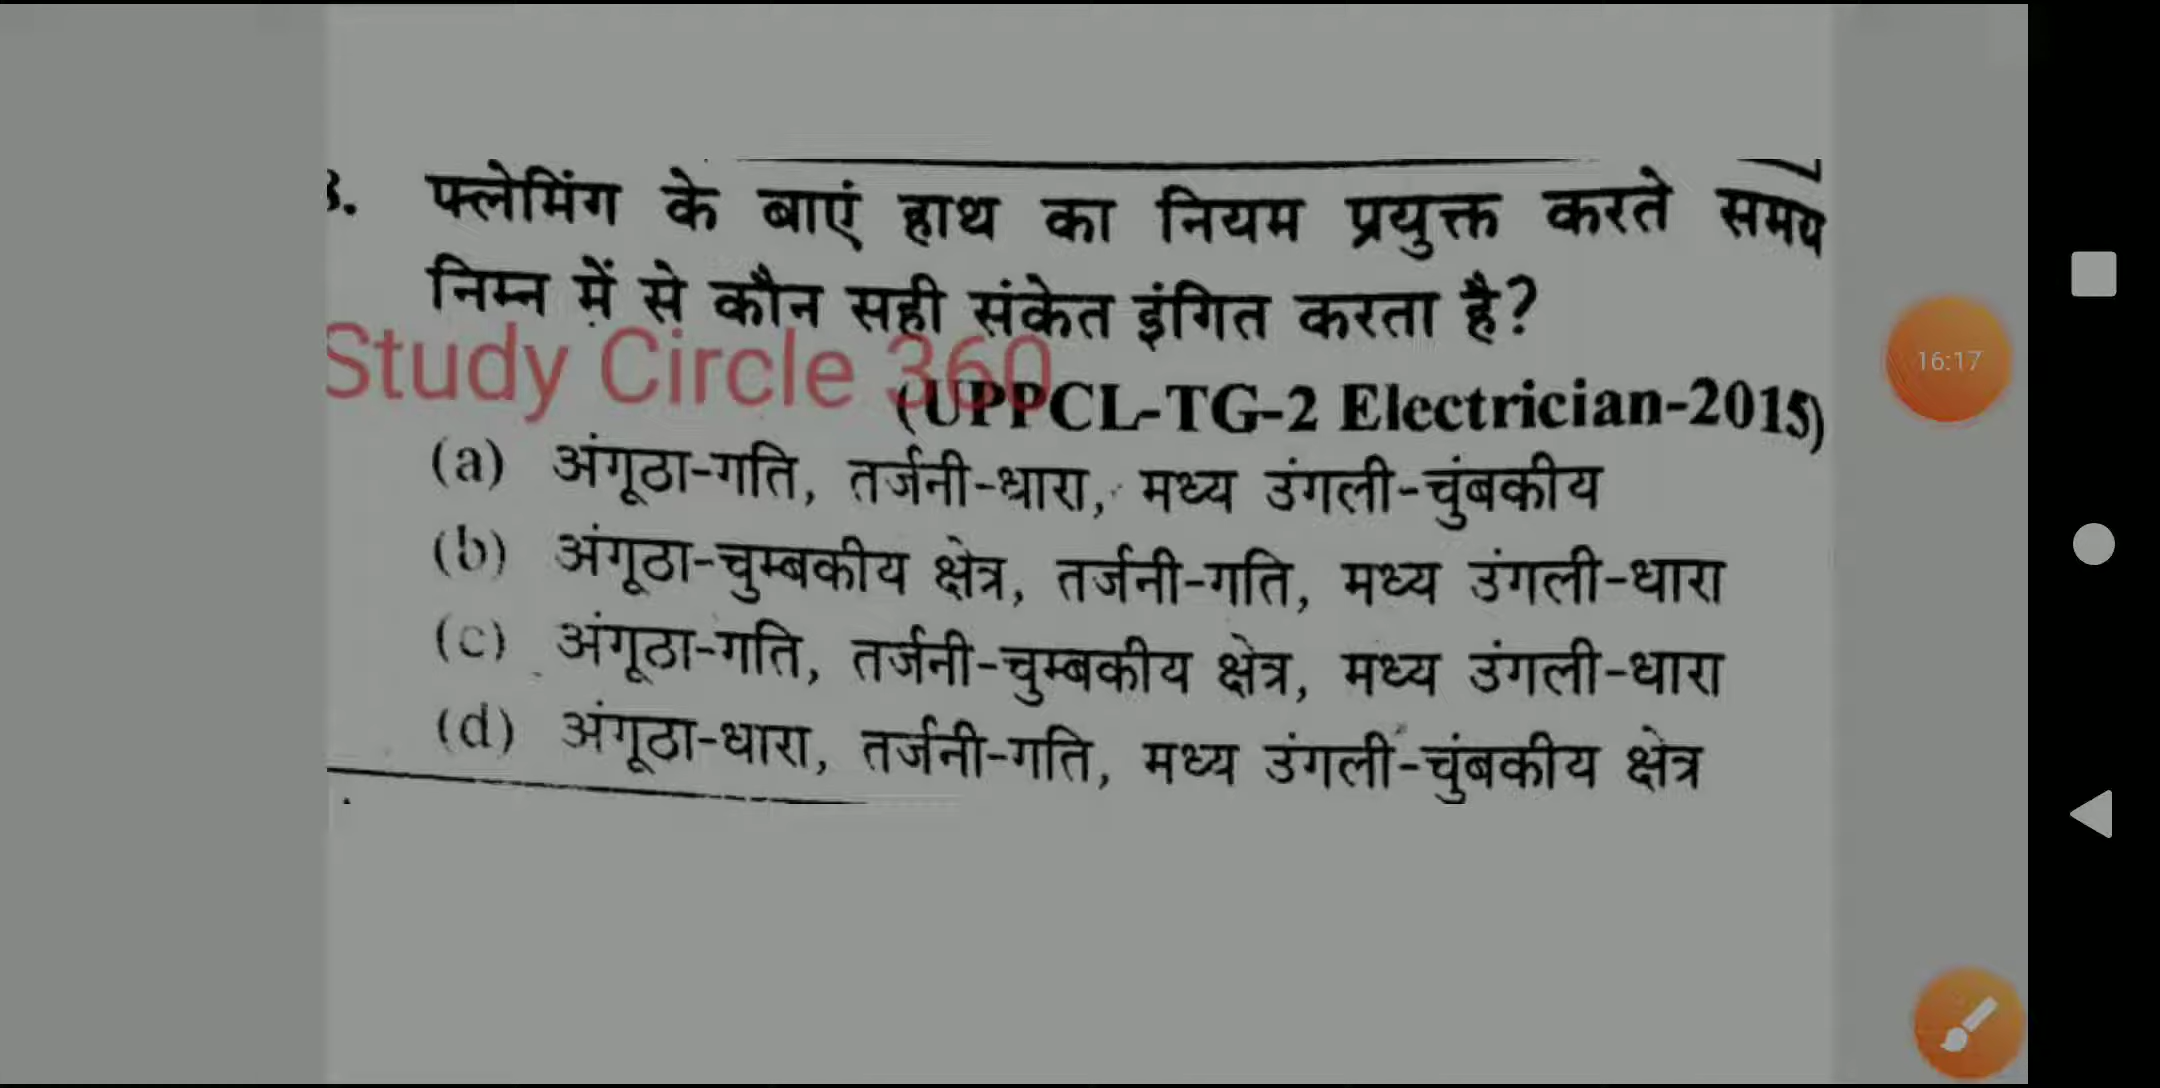 3. फ्लेमिंग के बाएं हाथ का नियम प्रयुक्त करते समय
निम्न में से कौन सही संकेत इंगित करता है?
Study Circle 360
(UPPCL-TG-2 Electrician-2015)
16:17
(a) अंगूठा-गति, तर्जनी-धारा, मध्य उंगली-चुंबकीय
(b) अंगूठा-चुम्बकीय क्षेत्र, तर्जनी-गति, मध्य उंगली-धारा
(c) अंगूठा-गति, तर्जनी-चुम्बकीय क्षेत्र, मध्य उंगली-धारा
(d) अंगूठा-धारा, तर्जनी-गति, मध्य उंगली-चुंबकीय क्षेत्र